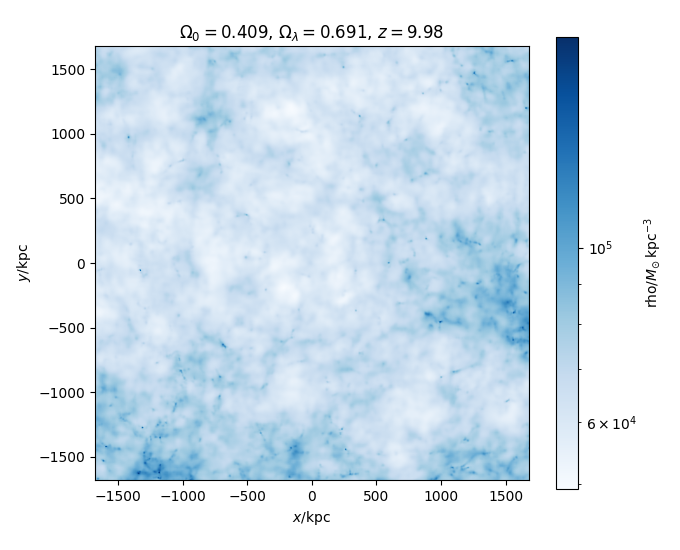 Ω₀ = 0.409, Ω_λ = 0.691, z = 9.98
1500
1000
500
0
−500
−1000
−1500
y/kpc
−1500 −1000 −500 0 500 1000 1500
x/kpc
10⁵
6 × 10⁴
rho/M⊙ kpc⁻³